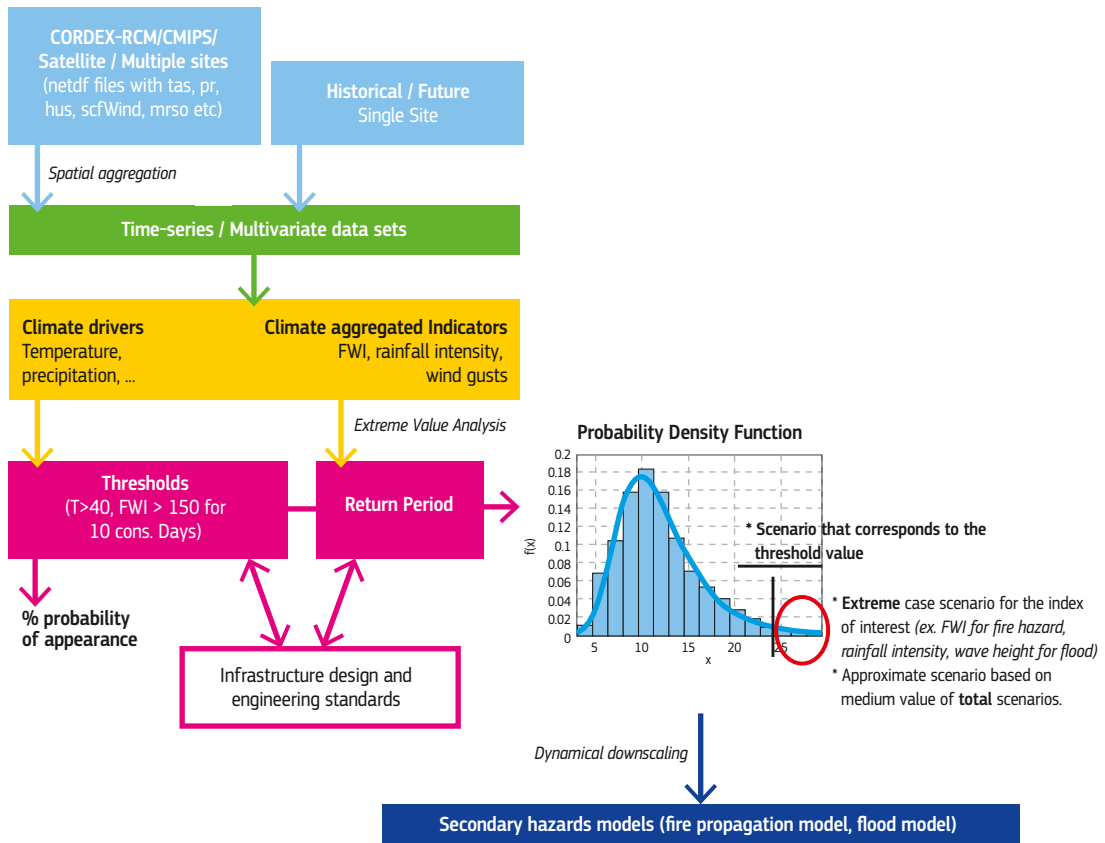 CORDEX-RCM/CMIPS/
Satellite / Multiple sites
(netdf files with tas, pr,
hus, scfWind, mrso etc)
Historical / Future
Single Site
Spatial aggregation
Time-series / Multivariate data sets
Climate drivers
Temperature,
precipitation, ...
Climate aggregated Indicators
FWI, rainfall intensity,
wind gusts
Extreme Value Analysis
Thresholds
(T>40, FWI > 150 for
10 cons. Days)
Return Period
% probability
of appearance
Infrastructure design and
engineering standards
Probability Density Function
0.2
0.18
0.16
0.14
0.12
0.1
0.08
0.06
0.04
0.02
0
f(x)
5 10 15 20 25
x
* Scenario that corresponds to the
threshold value
* Extreme case scenario for the index
of interest (ex. FWI for fire hazard,
rainfall intensity, wave height for flood)
* Approximate scenario based on
medium value of total scenarios.
Dynamical downscaling
Secondary hazards models (fire propagation model, flood model)